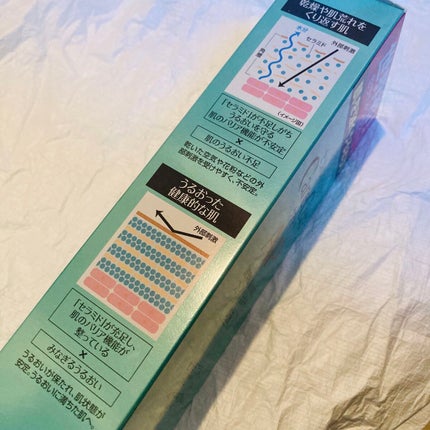 乾燥や肌荒れを
くり返す肌
水分
セラミド
外部刺激
角層
(イメージ図)
「セラミド」が不足しがち
うるおいを守る
肌のバリア機能が不安定
×
肌のうるおい不足
乾いた空気や花粉などの外
部刺激を受けやすく、不安定。
うるおった
健康的な肌
外部刺激
「セラミド」が充足し、
肌のバリア機能が
整っている
×
みなぎるうるおい
うるおいが保たれ、肌状態が
安定。うるおいに満ちた肌へ。